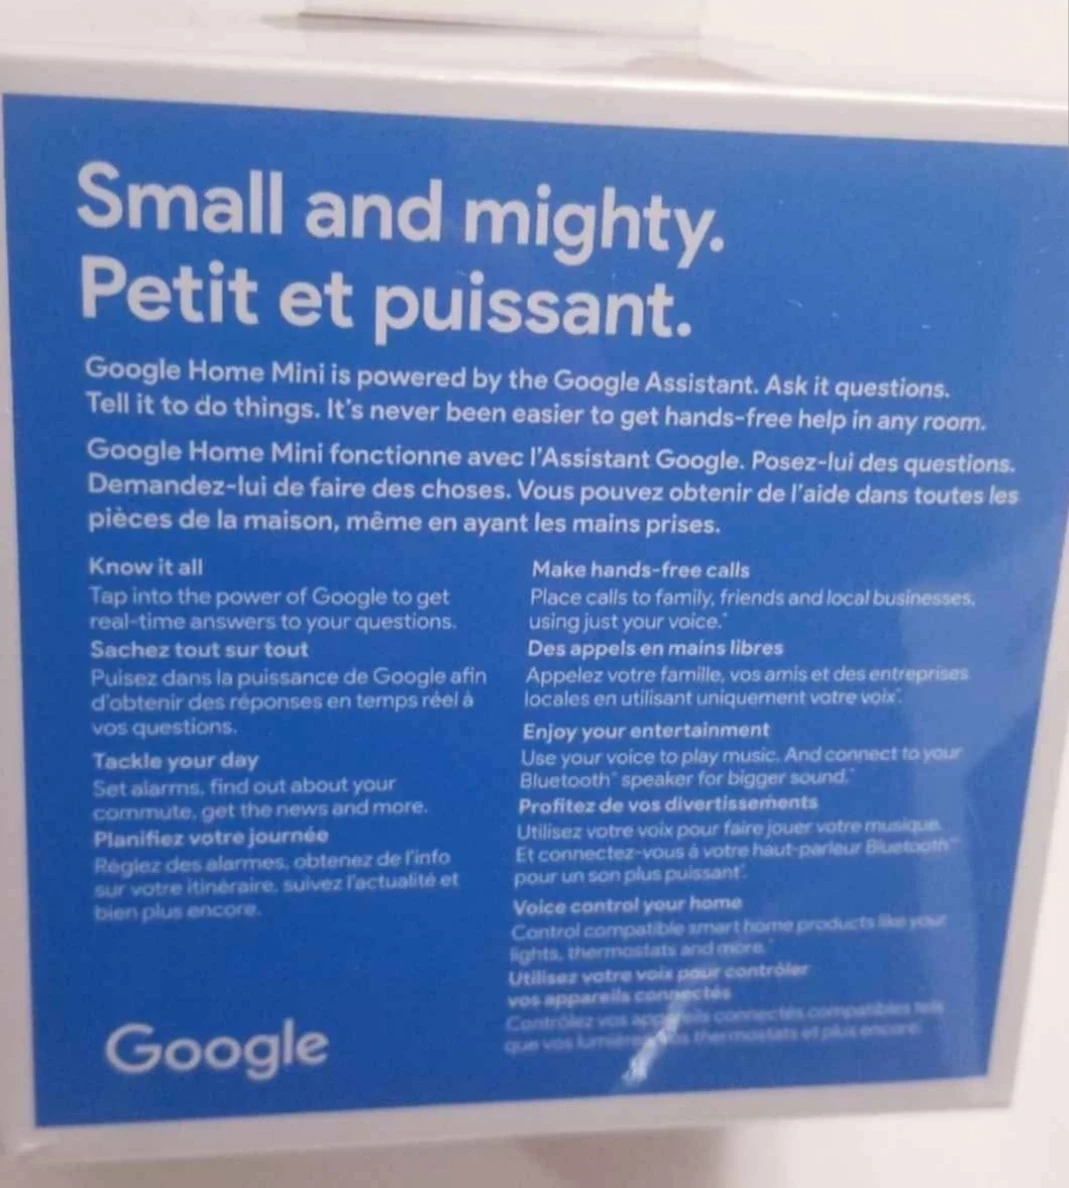 Small and mighty.
Petit et puissant.
Google Home Mini is powered by the Google Assistant. Ask it questions.
Tell it to do things. It's never been easier to get hands-free help in any room.
Google Home Mini fonctionne avec l'Assistant Google. Posez-lui des questions.
Demandez-lui de faire des choses. Vous pouvez obtenir de l'aide dans toutes les
pièces de la maison, même en ayant les mains prises.
Know it all
Tap into the power of Google to get
real-time answers to your questions.
Sachez tout sur tout
Puisez dans la puissance de Google afin
d'obtenir des réponses en temps réel à
vos questions.
Tackle your day
Set alarms, find out about your
commute, get the news and more.
Planifiez votre journée
Réglez des alarmes, obtenez de l'info
sur votre itinéraire, suivez l'actualité et
bien plus encore.
Make hands-free calls
Place calls to family, friends and local businesses,
using just your voice.*
Des appels en mains libres
Appelez votre famille, vos amis et des entreprises
locales en utilisant uniquement votre voix*.
Enjoy your entertainment
Use your voice to play music. And connect to your
Bluetooth® speaker for bigger sound.*
Profitez de vos divertissements
Utilisez votre voix pour faire jouer votre musique.
Et connectez-vous à votre haut-parleur Bluetooth
pour un son plus puissant*.
Voice control your home
Control compatible smart home products like your
lights, thermostats and more.*
Utilisez votre voix pour contrôler
vos appareils connectés
Contrôlez vos connectés compatibles tels
que vos thermostats et plus encore*.
Google